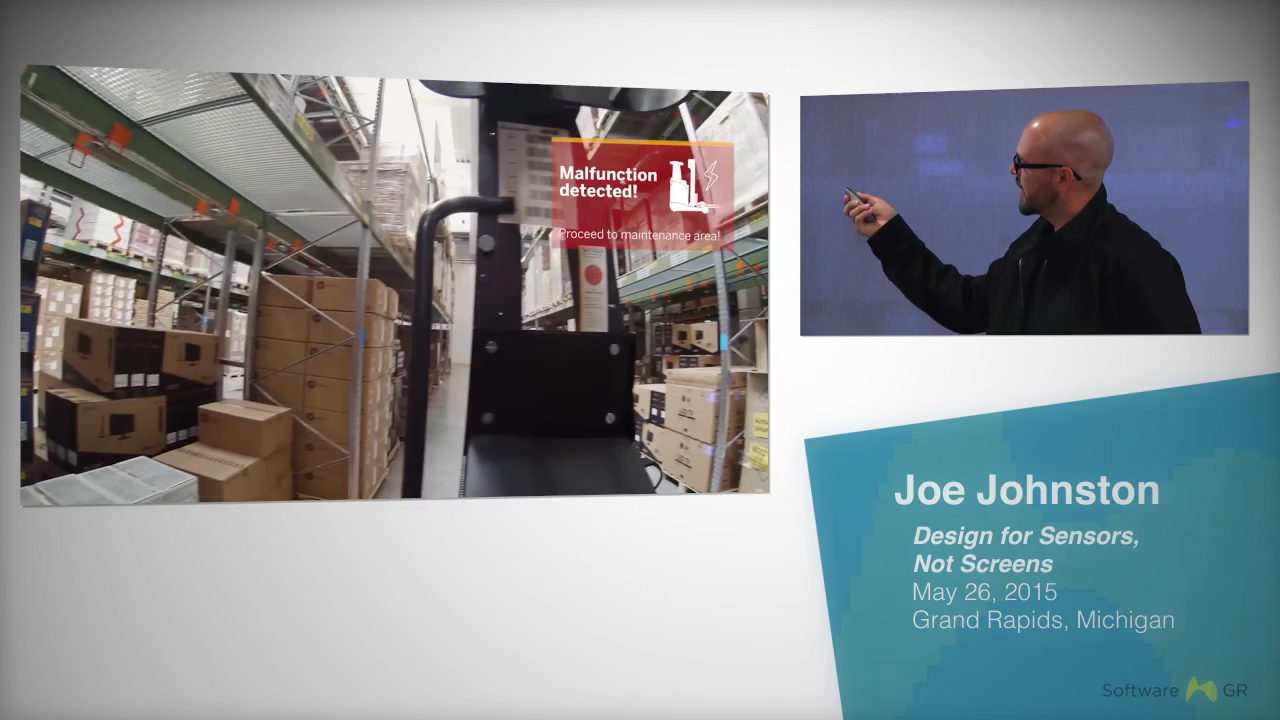 Malfunction
detected!
Proceed to maintenance area!
Joe Johnston
Design for Sensors,
Not Screens
May 26, 2015
Grand Rapids, Michigan
Software GR